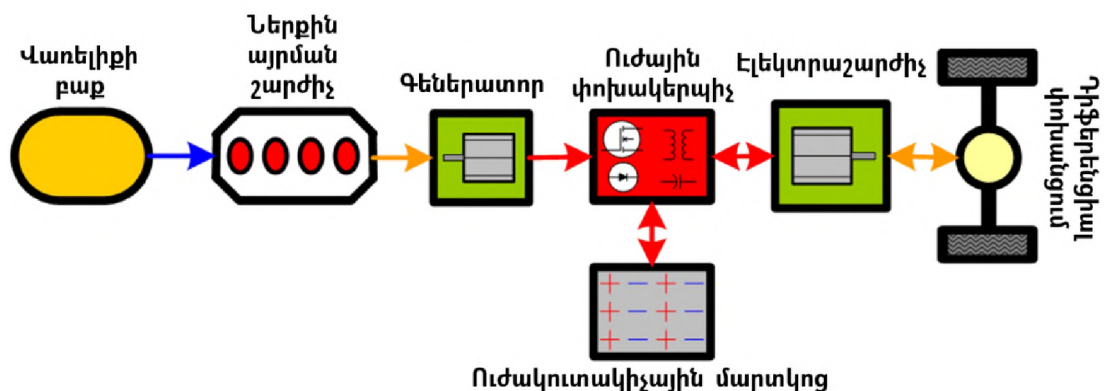 Վառելիքի
բաք
Ներքին
այրման
շարժիչ
Գեներատոր
Ուժային
փոխակերպիչ
Էլեկտրաշարժիչ
Դիֆերենցիալ
փոխանցում
Ուժակուտակիչային մարտկոց